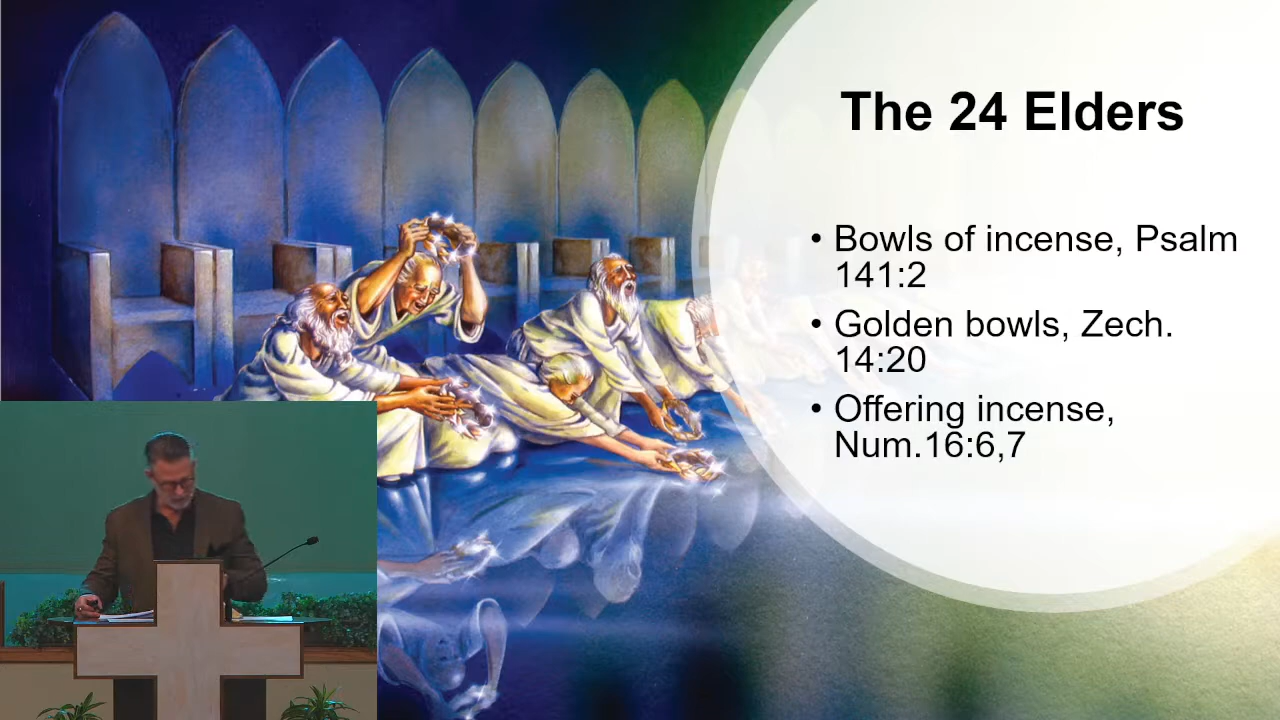 The 24 Elders
• Bowls of incense, Psalm
141:2
• Golden bowls, Zech.
14:20
• Offering incense,
Num.16:6,7